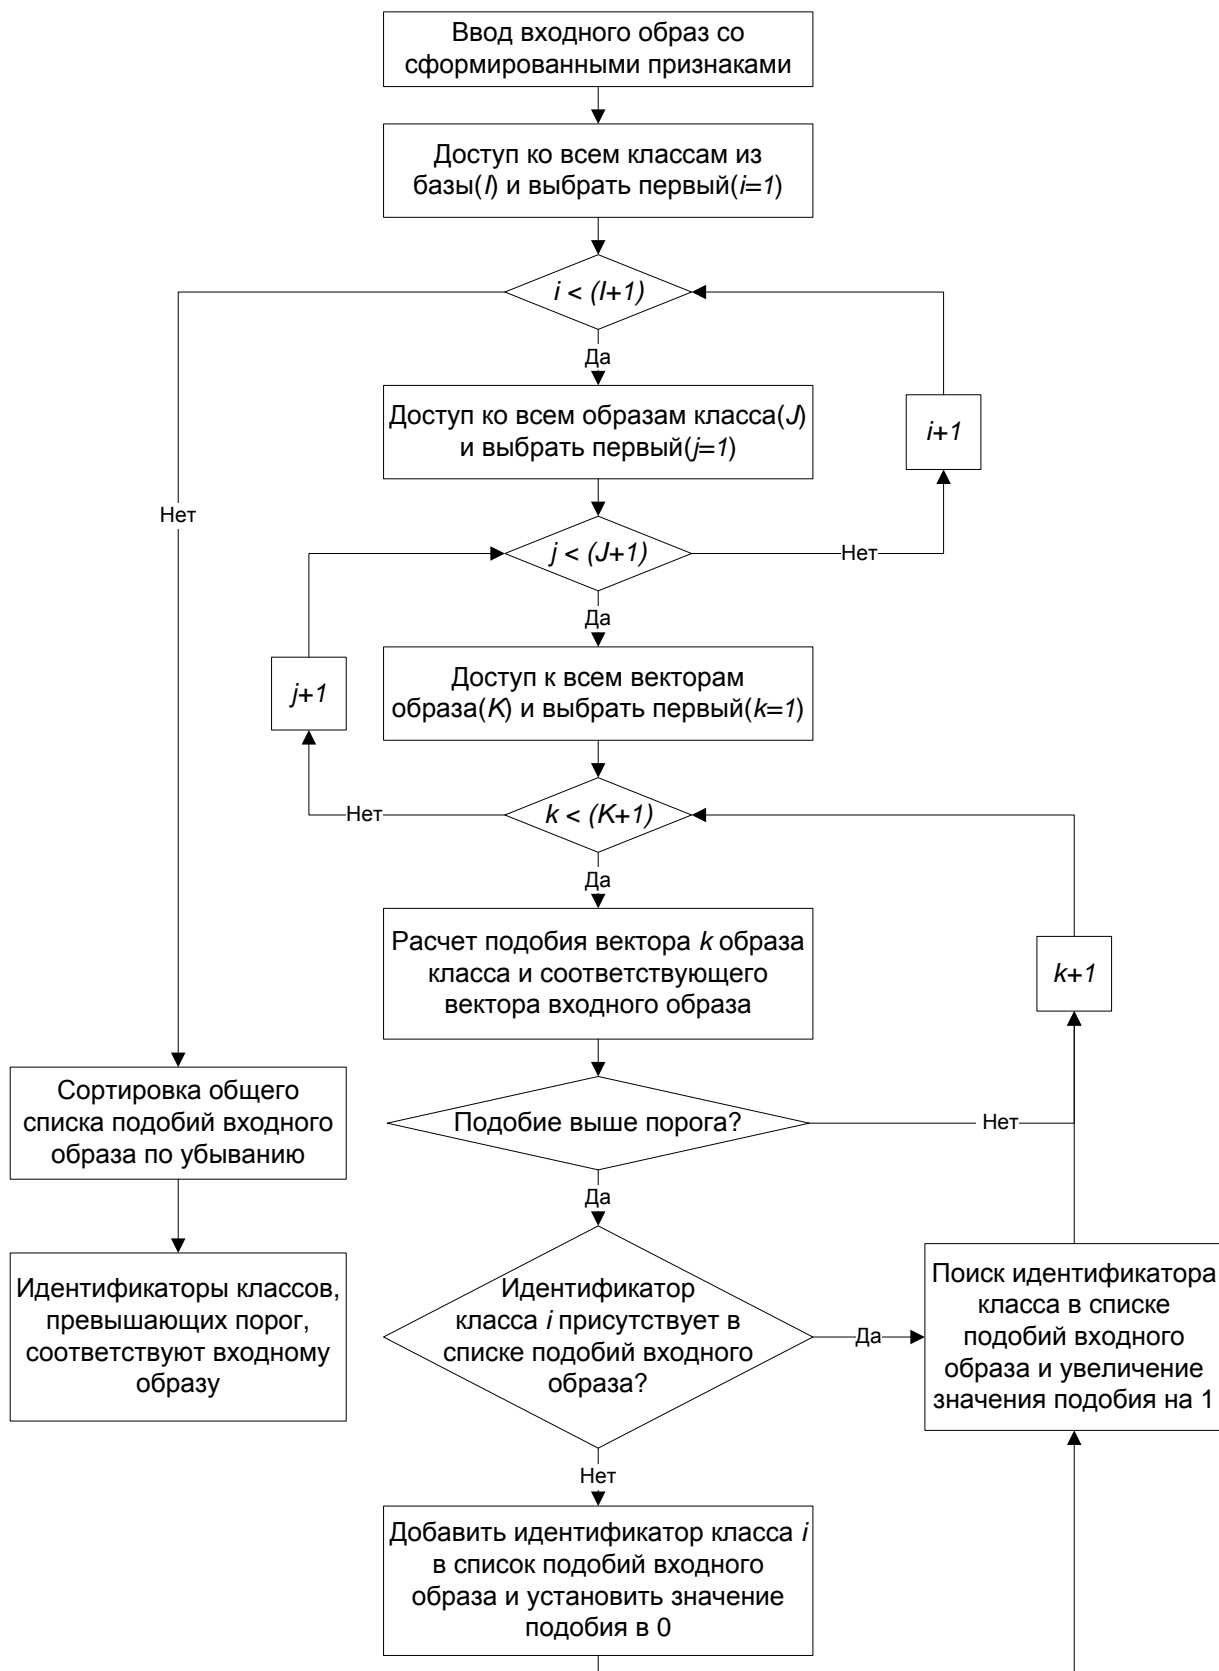 Ввод входного образ со
сформированными признаками
Доступ ко всем классам из
базы(I) и выбрать первый(i=1)
i < (I+1)
Да
Доступ ко всем образам класса(J)
и выбрать первый(j=1)
i+1
Нет
j < (J+1)
Нет
Да
Доступ к всем векторам
образа(K) и выбрать первый(k=1)
j+1
Нет
k < (K+1)
Да
Расчет подобия вектора k образа
класса и соответствующего
вектора входного образа
k+1
Сортировка общего
списка подобий входного
образа по убыванию
Подобие выше порога?
Нет
Да
Идентификаторы классов,
превышающих порог,
соответствуют входному
образу
Идентификатор
класса i присутствует в
списке подобий входного
образа?
Да
Поиск идентификатора
класса в списке
подобий входного
образа и увеличение
значения подобия на 1
Нет
Добавить идентификатор класса i
в список подобий входного
образа и установить значение
подобия в 0